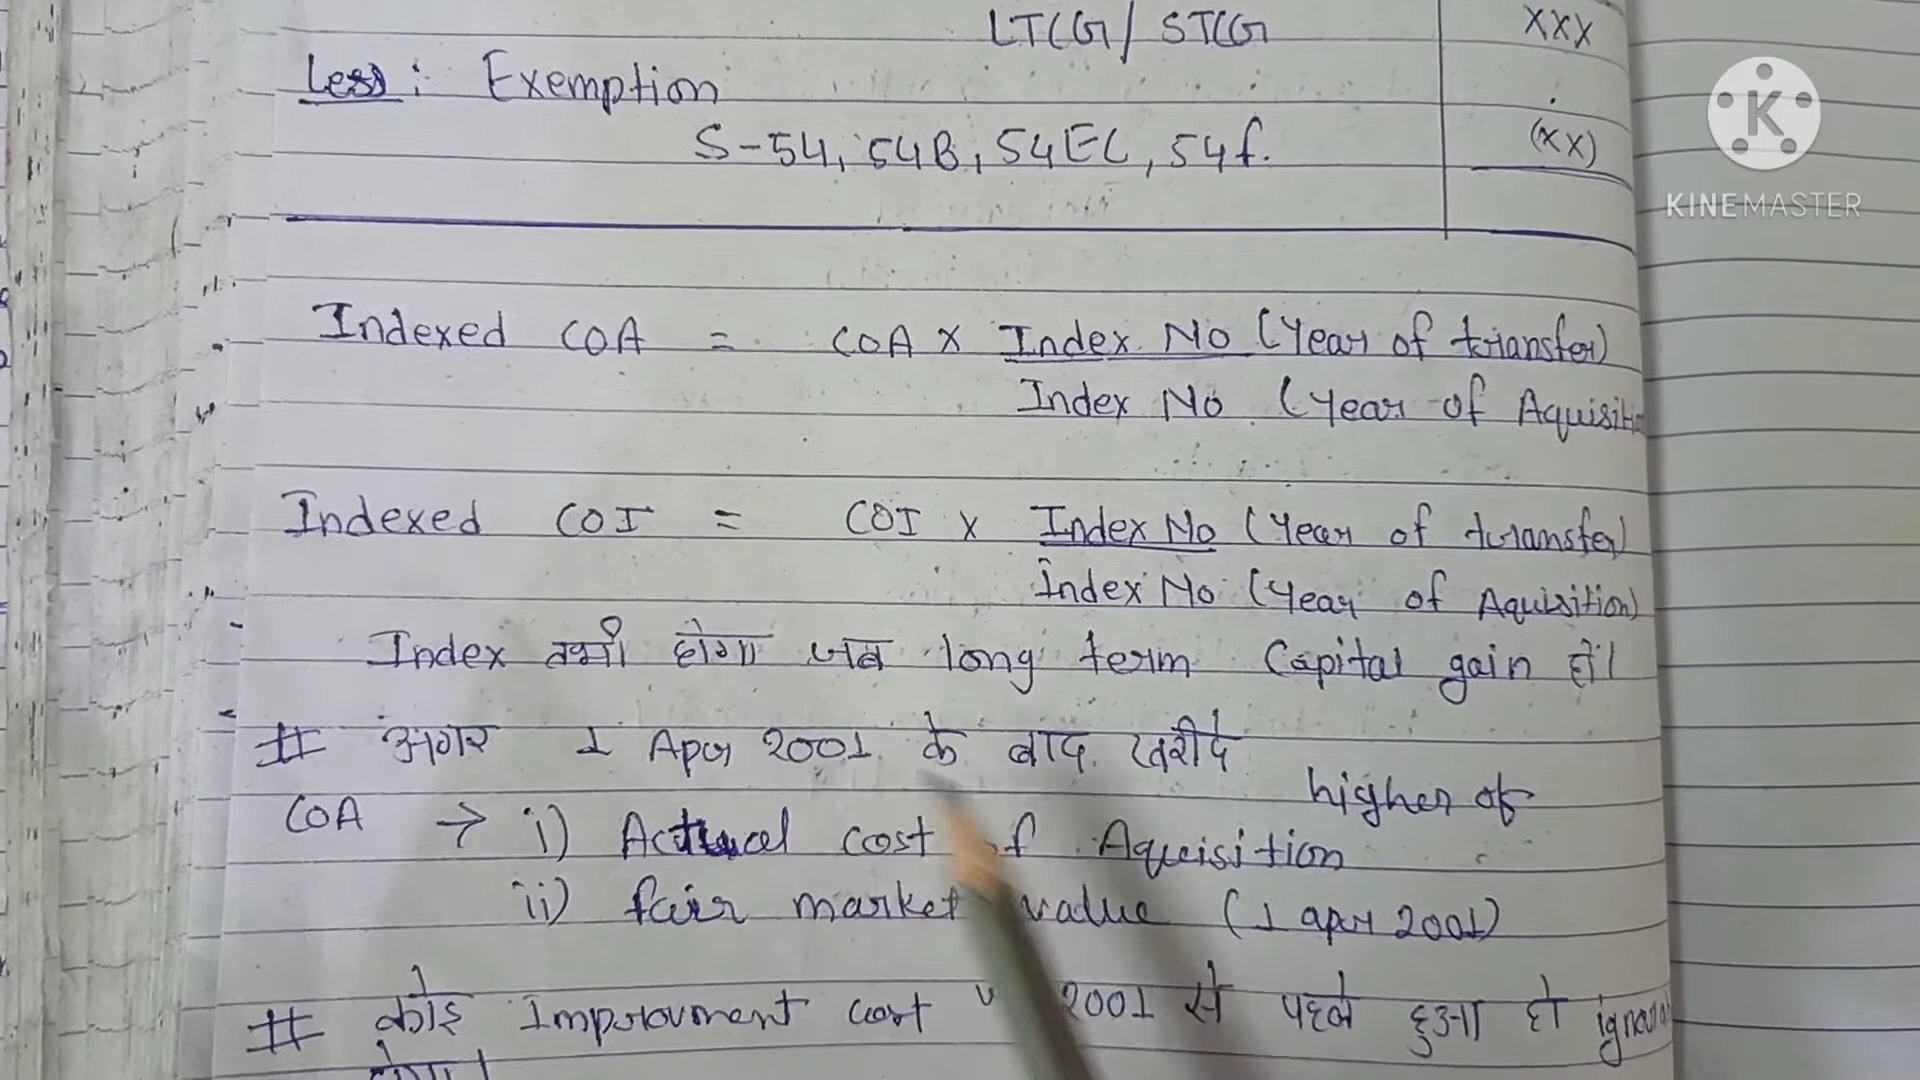 LTCG/ STCG XXX
Less: Exemption
S-54, 54B, 54EC, 54f. (XX)
K
KINEMASTER
Indexed COA = COA X Index No (Year of transfer)
Index No (Year of Aquisiti
Indexed COI = COI X Index No (Year of transfer)
Index No (Year of Aquisition)
Index तभी होगा जब long term Capital gain हो।
# अगर 1 Apr 2001 के बाद खरीदे
higher of
COA → i) Actual cost of Aquisition
ii) fair market value (1 apr 2001)
# कोइ Improvment cost 2001 से पहले हुआ हो
होगा।